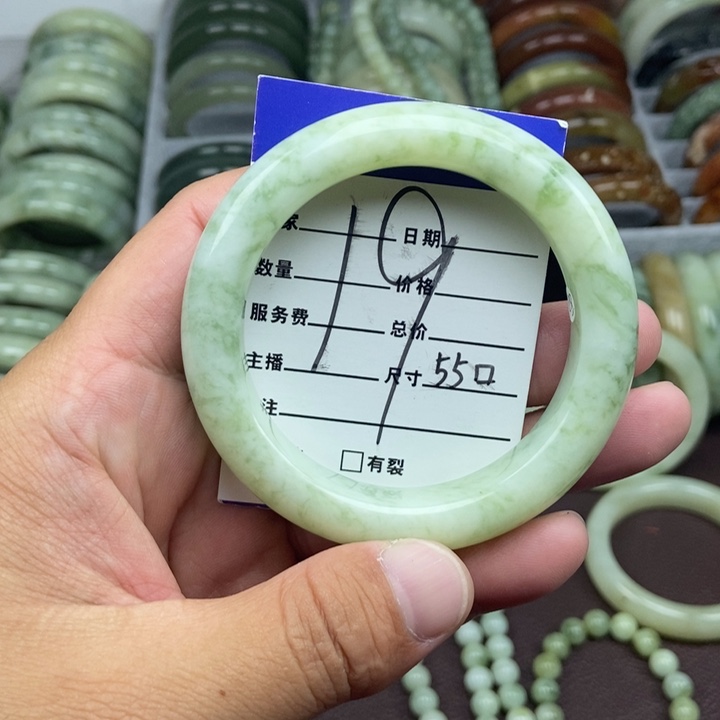 19
家 日期
数量 价格
服务费 总价
主播 尺寸 55口
注
□有裂